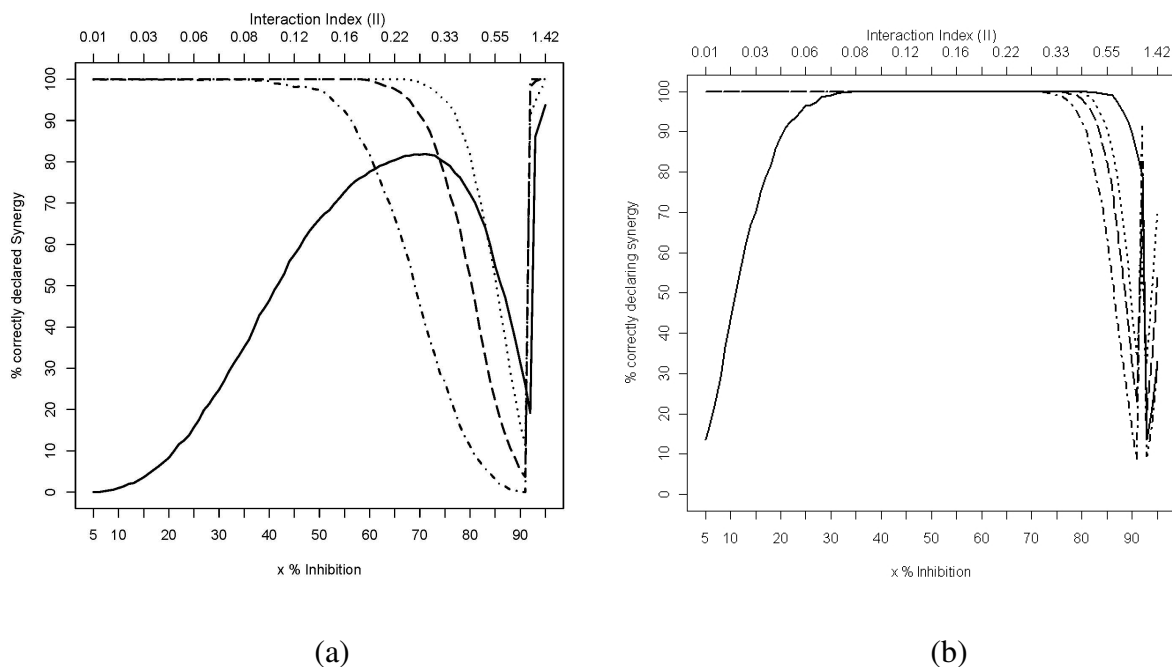 Interaction Index (II)
0.01 0.03 0.06 0.08 0.12 0.16 0.22 0.33 0.55 1.42
% correctly declared Synergy
100
90
80
70
60
50
40
30
20
10
0
5 10 20 30 40 50 60 70 80 90
x % Inhibition
(a)
Interaction Index (II)
0.01 0.03 0.06 0.08 0.12 0.16 0.22 0.33 0.55 1.42
% correctly declaring synergy
100
90
80
70
60
50
40
30
20
10
0
5 10 20 30 40 50 60 70 80 90
x % Inhibition
(b)